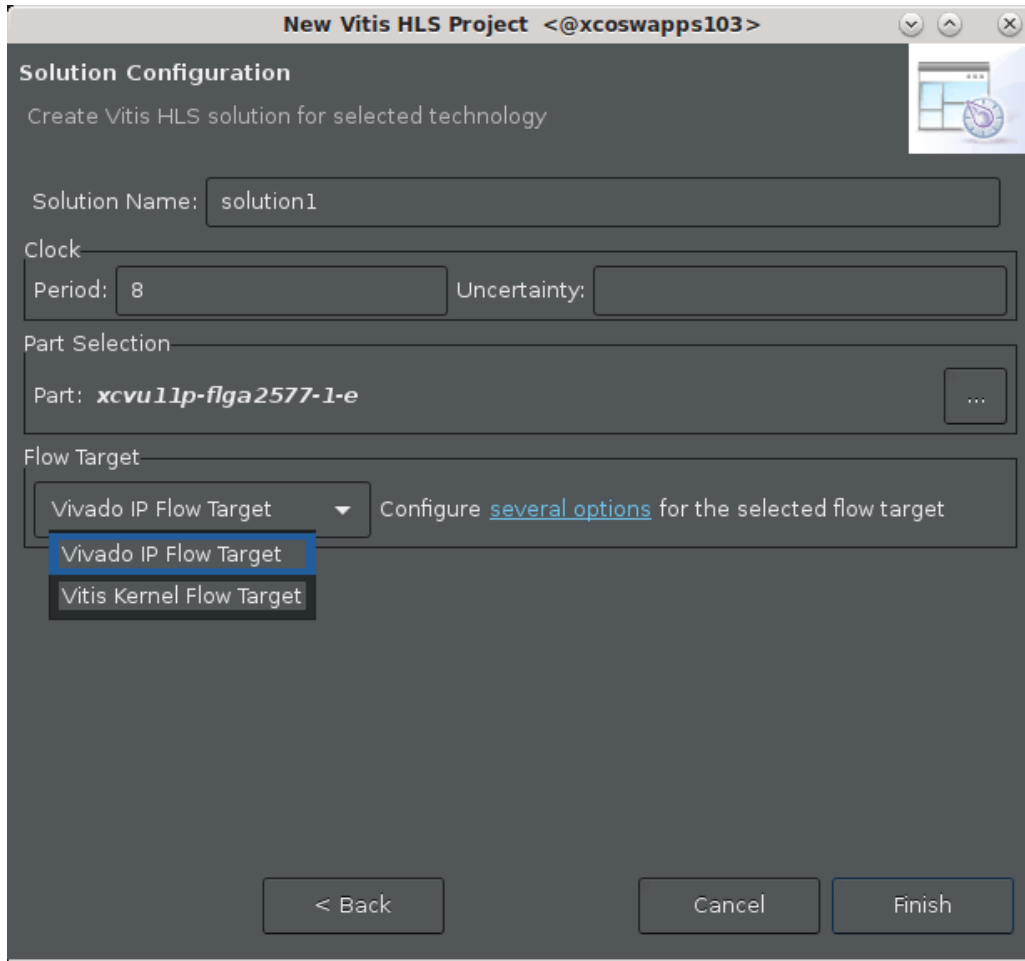 New Vitis HLS Project <@xcoswapps103>
Solution Configuration
Create Vitis HLS solution for selected technology
Solution Name: solution1
Clock
Period: 8 Uncertainty:
Part Selection
Part: xcvu11p-flga2577-1-e ...
Flow Target
Vivado IP Flow Target Configure several options for the selected flow target
Vivado IP Flow Target
Vitis Kernel Flow Target
< Back Cancel Finish